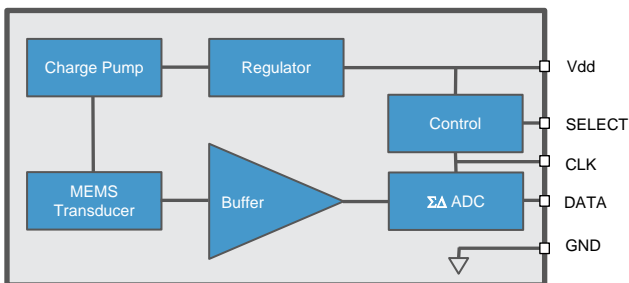 Charge Pump
Regulator
Vdd
Control
SELECT
CLK
MEMS
Transducer
Buffer
ΣΔ ADC
DATA
GND